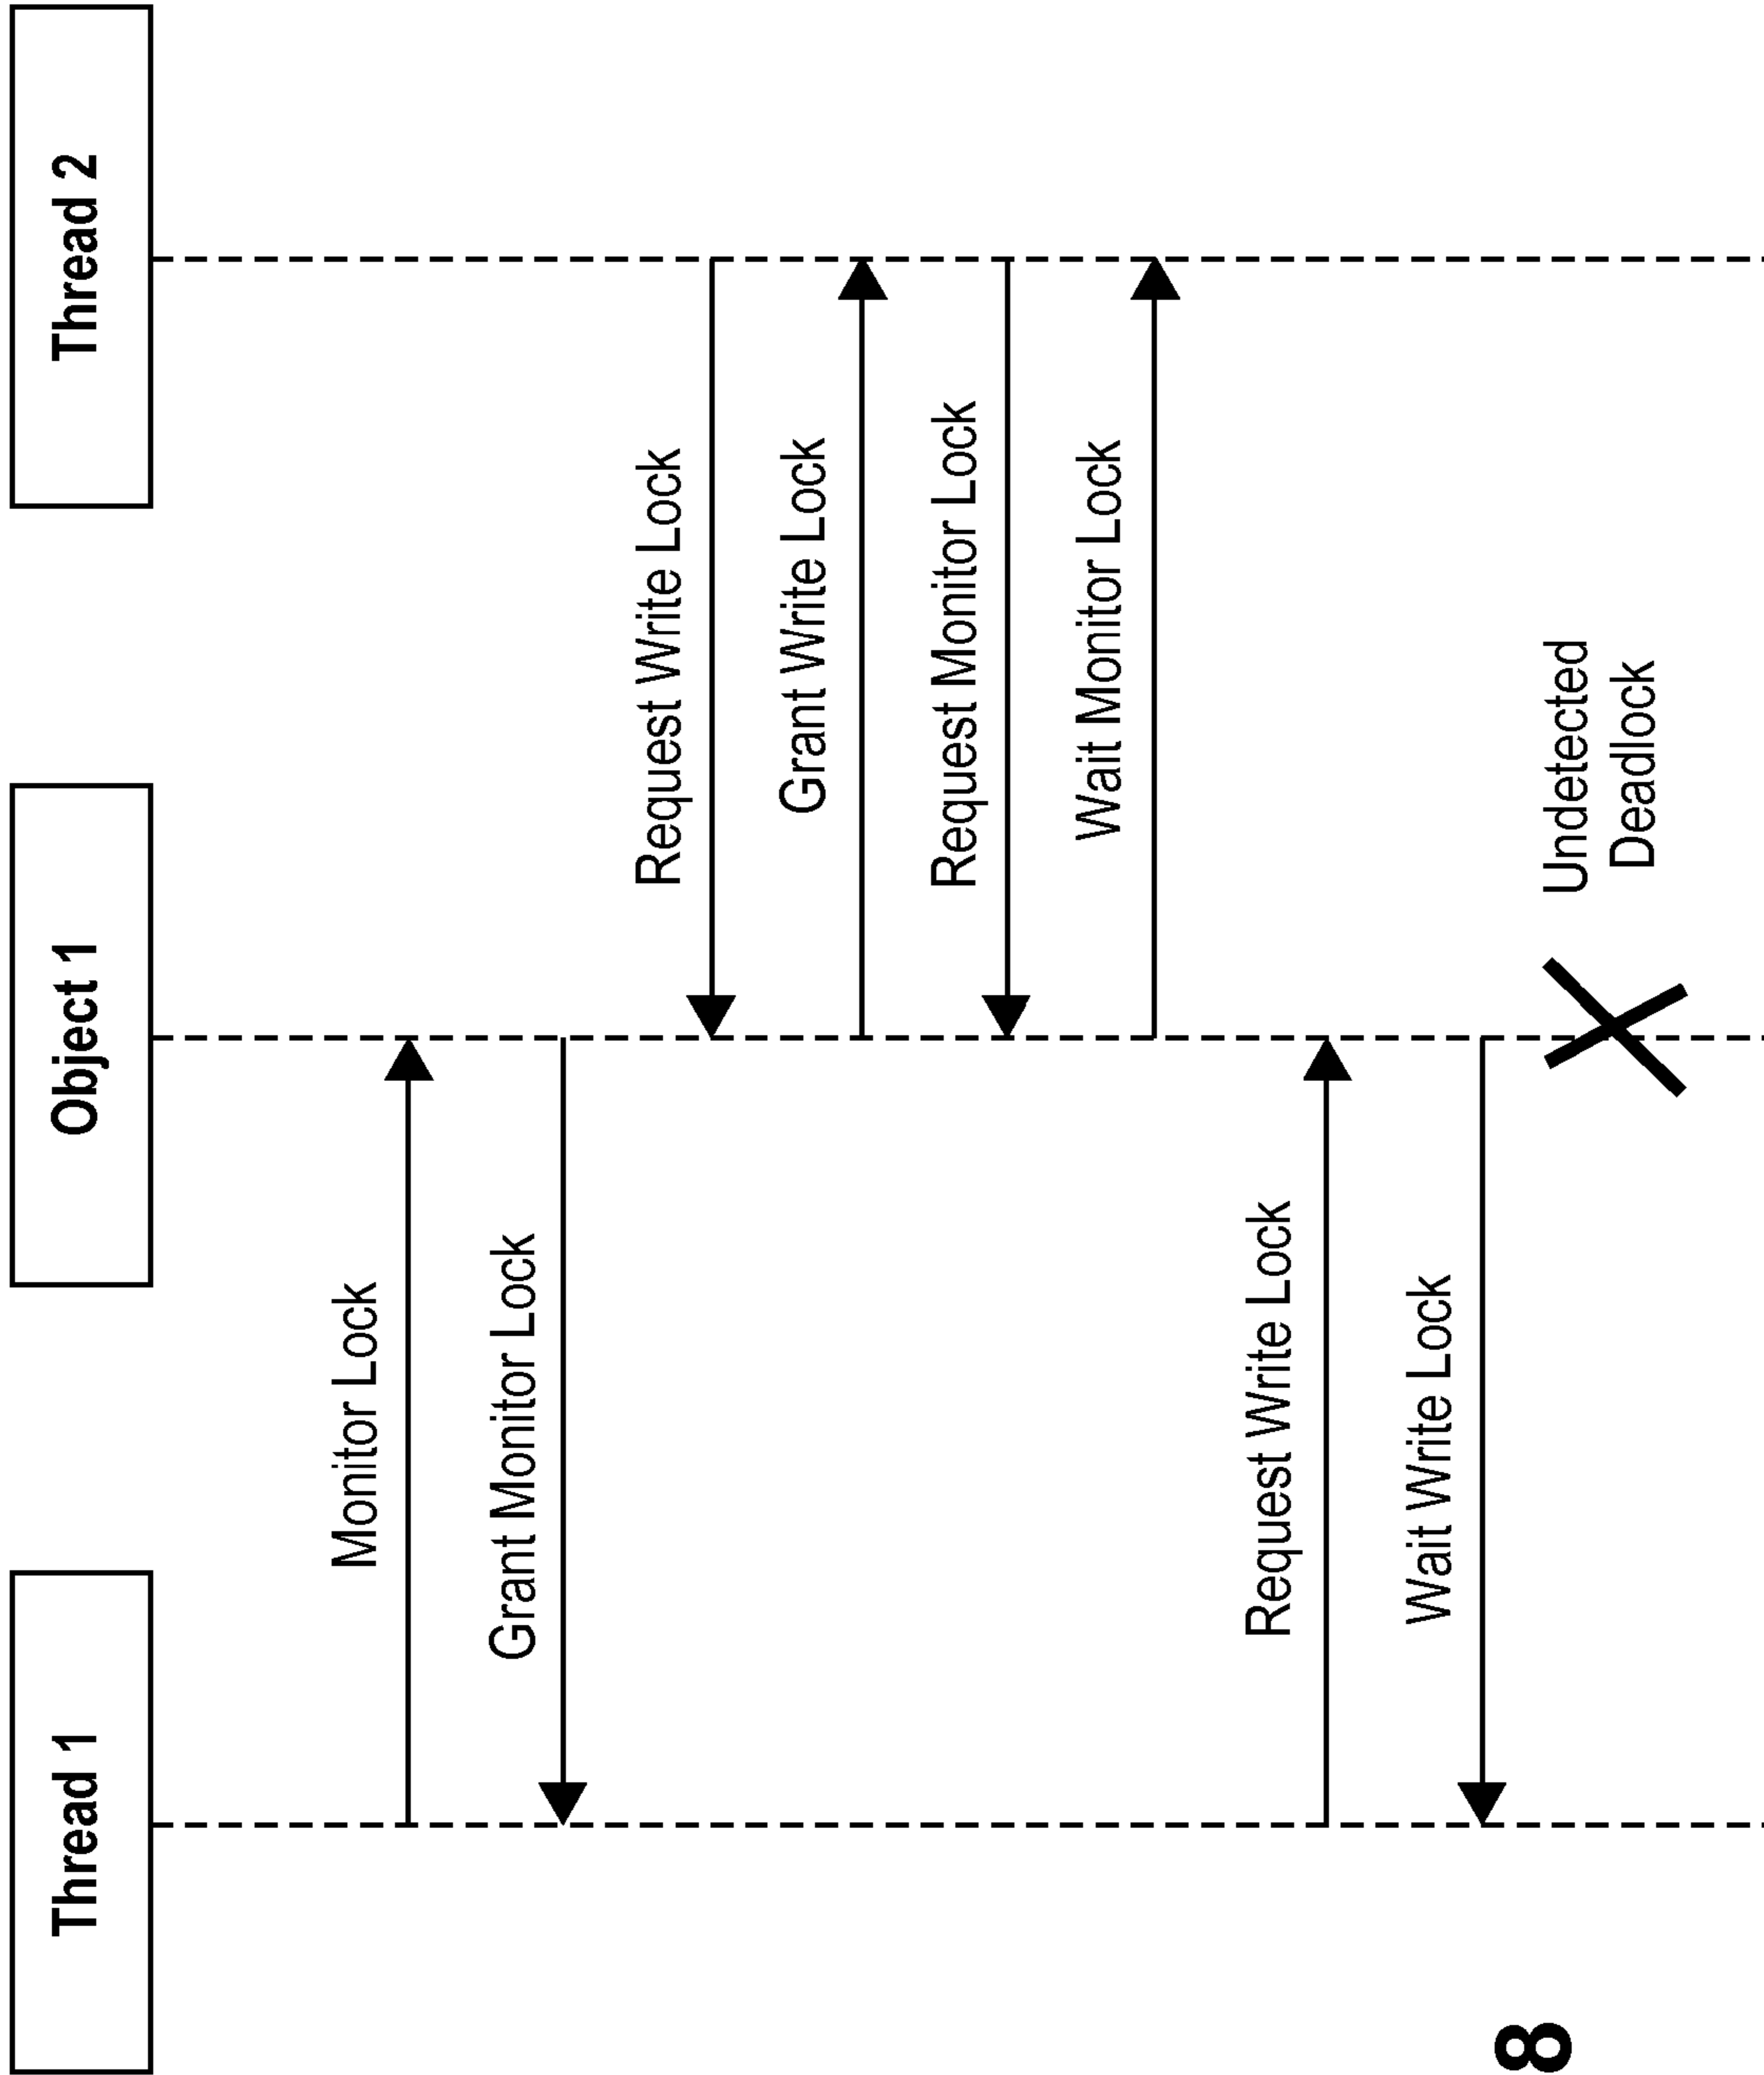 Thread 1
Object 1
Thread 2
Monitor Lock
Grant Monitor Lock
Request Write Lock
Grant Write Lock
Request Monitor Lock
Wait Monitor Lock
Request Write Lock
Wait Write Lock
Undetected
Deadlock
8